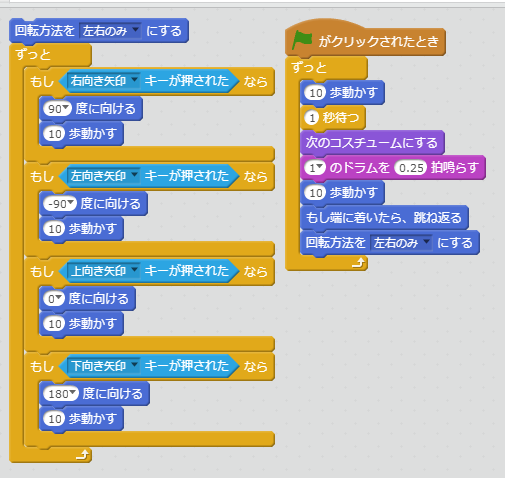 回転方法を 左右のみ にする
ずっと
もし 右向き矢印 キーが押された なら
90 度に向ける
10 歩動かす
もし 左向き矢印 キーが押された なら
-90 度に向ける
10 歩動かす
もし 上向き矢印 キーが押された なら
0 度に向ける
10 歩動かす
もし 下向き矢印 キーが押された なら
180 度に向ける
10 歩動かす
がクリックされたとき
ずっと
10 歩動かす
1 秒待つ
次のコスチュームにする
1 のドラムを 0.25 拍鳴らす
10 歩動かす
もし端に着いたら、跳ね返る
回転方法を 左右のみ にする